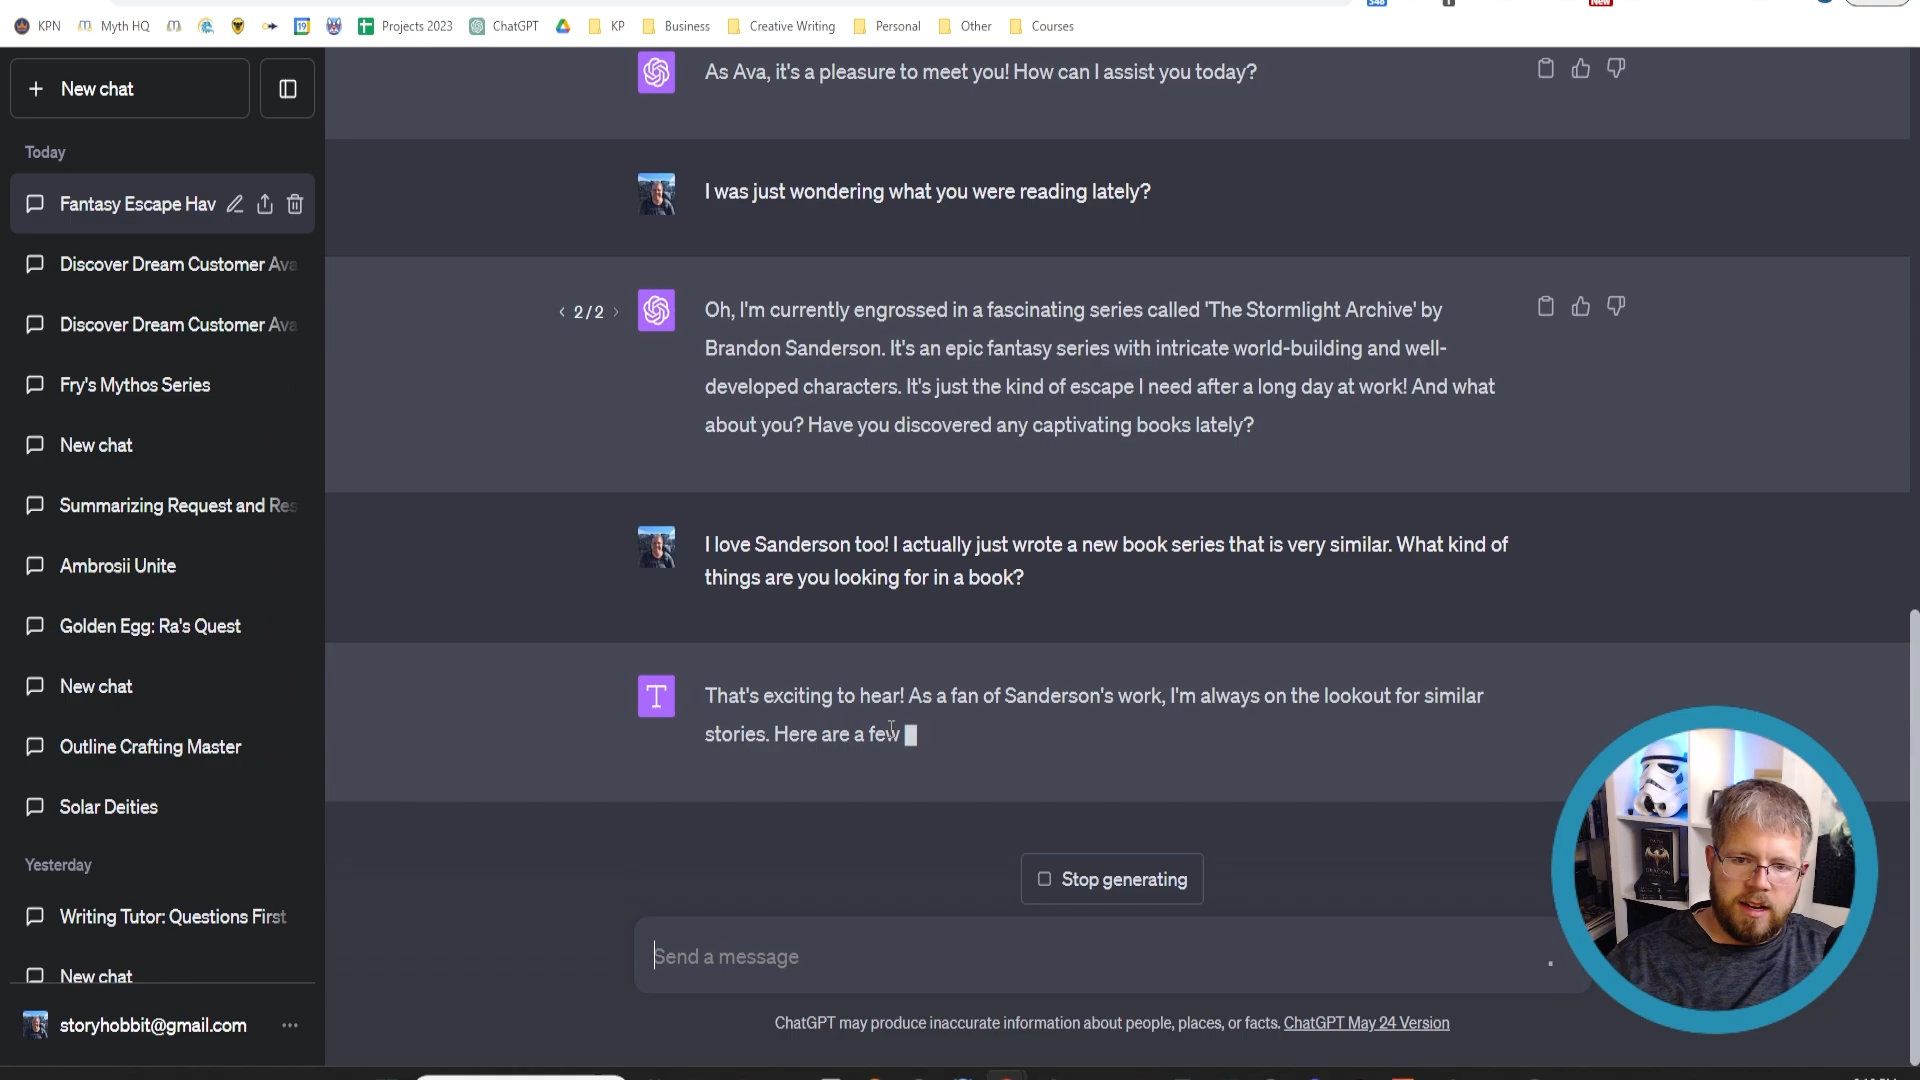 KPN
Myth HQ
19
Projects 2023
ChatGPT
KP
Business
Creative Writing
Personal
Other
Courses
New
+ New chat
Today
Fantasy Escape Hav
Discover Dream Customer Ava
Discover Dream Customer Ava
Fry's Mythos Series
New chat
Summarizing Request and Res
Ambrosii Unite
Golden Egg: Ra's Quest
New chat
Outline Crafting Master
Solar Deities
Yesterday
Writing Tutor: Questions First
New chat
storyhobbit@gmail.com
As Ava, it's a pleasure to meet you! How can I assist you today?
I was just wondering what you were reading lately?
< 2 / 2 >
Oh, I'm currently engrossed in a fascinating series called 'The Stormlight Archive' by
Brandon Sanderson. It's an epic fantasy series with intricate world-building and well-
developed characters. It's just the kind of escape I need after a long day at work! And what
about you? Have you discovered any captivating books lately?
I love Sanderson too! I actually just wrote a new book series that is very similar. What kind of
things are you looking for in a book?
T
That's exciting to hear! As a fan of Sanderson's work, I'm always on the lookout for similar
stories. Here are a few
Stop generating
Send a message
ChatGPT may produce inaccurate information about people, places, or facts. ChatGPT May 24 Version